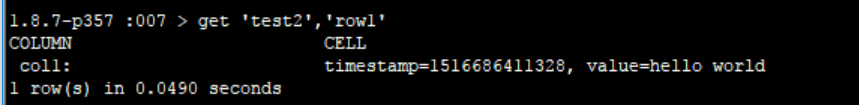 1.8.7-p357 :007 > get 'test2','row1'
COLUMN CELL
col1: timestamp=1516686411328, value=hello world
1 row(s) in 0.0490 seconds